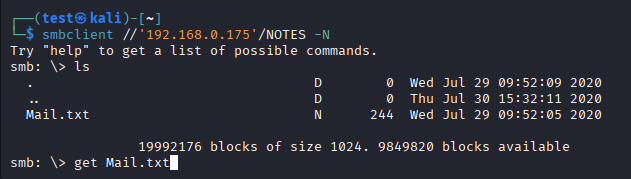 ┌──(test㉿kali)-[~]
└─$ smbclient //'192.168.0.175'/NOTES -N
Try "help" to get a list of possible commands.
smb: \> ls
  .                                   D        0  Wed Jul 29 09:52:09 2020
  ..                                  D        0  Thu Jul 30 15:32:11 2020
  Mail.txt                            N      244  Wed Jul 29 09:52:05 2020
                19992176 blocks of size 1024. 9849820 blocks available
smb: \> get Mail.txt